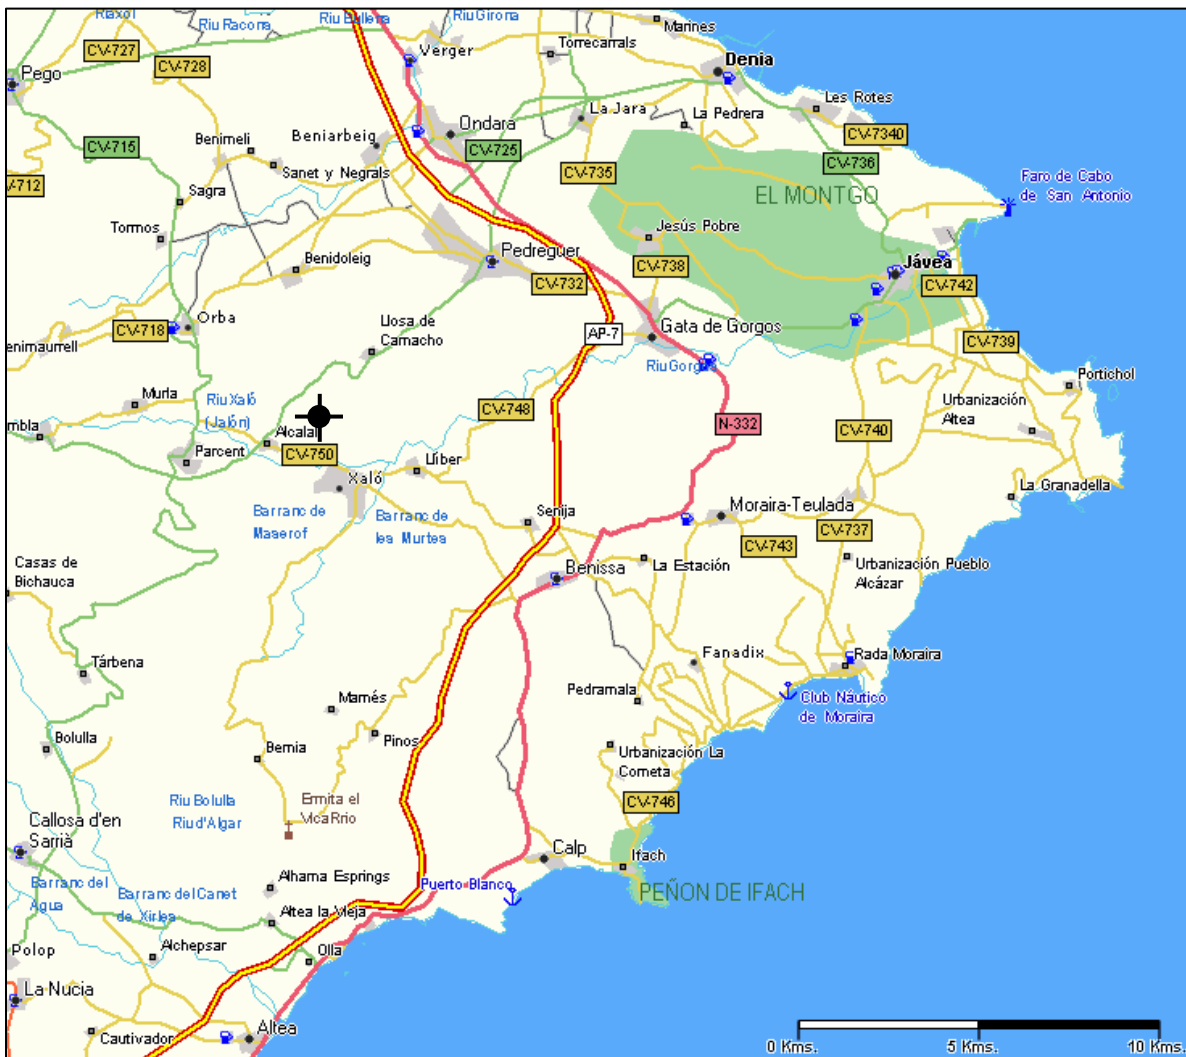 Riaxol
Riu Racona
Riu Bullena
Riu Girona
Marines
CV-727
CV-728
Verger
Torrecarrals
Denia
Pego
Les Rotes
La Jara
La Pedrera
CV-7340
Ondara
Beniarbeig
Benimeli
CV-715
CV-725
CV-736
CV-735
Sanet y Negrals
CV-712
Sagra
EL MONTGO
Faro de Cabo
de San Antonio
Tormos
Jesús Pobre
Pedreguer
Benidoleig
Jávea
CV-738
CV-732
CV-742
Orba
CV-718
Llosa de
Camacho
AP-7
Gata de Gorgos
CV-739
enimaurrell
Riu Gorgos
Portichol
Murla
Riu Xaló
(Jalón)
CV-748
Urbanización
Altea
N-332
CV-740
mbla
Alcalalí
Parcent
CV-750
Llíber
Xaló
La Granadella
Barranc de
Maserof
Barranc de
les Murtes
Senija
Moraira-Teulada
CV-737
CV-743
Casas de
Bichauca
Benissa
La Estación
Urbanización Pueblo
Alcázar
Tárbena
Fanadix
Rada Moraira
Pedramala
Club Náutico
de Moraira
Mamés
Bolulla
Pinos
Bernia
Urbanización La
Cometa
Riu Bolulla
Riu d'Algar
Ermita el
CV-746
Callosa d'en
Sarrià
Calp
Ifach
PEÑON DE IFACH
Barranc del
Agua
Barranc del Canet
de Xirles
Alhama Esprings
Puerto Blanco
Altea la Vieja
Polop
Alchepsar
Olla
La Nucia
Cautivador
Altea
0 Kms.
5 Kms.
10 Kms.